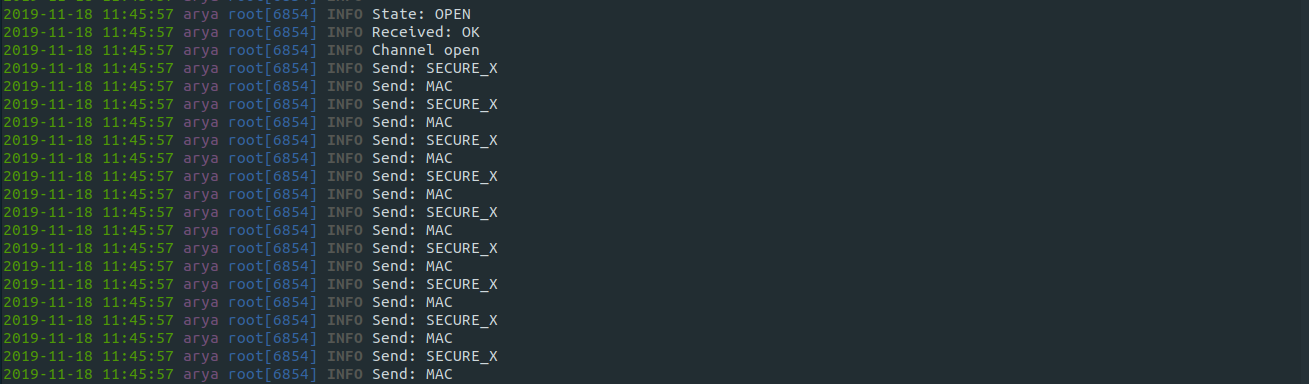 2019-11-18 11:45:57 arya root[6854] INFO State: OPEN
2019-11-18 11:45:57 arya root[6854] INFO Received: OK
2019-11-18 11:45:57 arya root[6854] INFO Channel open
2019-11-18 11:45:57 arya root[6854] INFO Send: SECURE_X
2019-11-18 11:45:57 arya root[6854] INFO Send: MAC
2019-11-18 11:45:57 arya root[6854] INFO Send: SECURE_X
2019-11-18 11:45:57 arya root[6854] INFO Send: MAC
2019-11-18 11:45:57 arya root[6854] INFO Send: SECURE_X
2019-11-18 11:45:57 arya root[6854] INFO Send: MAC
2019-11-18 11:45:57 arya root[6854] INFO Send: SECURE_X
2019-11-18 11:45:57 arya root[6854] INFO Send: MAC
2019-11-18 11:45:57 arya root[6854] INFO Send: SECURE_X
2019-11-18 11:45:57 arya root[6854] INFO Send: MAC
2019-11-18 11:45:57 arya root[6854] INFO Send: SECURE_X
2019-11-18 11:45:57 arya root[6854] INFO Send: MAC
2019-11-18 11:45:57 arya root[6854] INFO Send: SECURE_X
2019-11-18 11:45:57 arya root[6854] INFO Send: MAC
2019-11-18 11:45:57 arya root[6854] INFO Send: SECURE_X
2019-11-18 11:45:57 arya root[6854] INFO Send: MAC
2019-11-18 11:45:57 arya root[6854] INFO Send: SECURE_X
2019-11-18 11:45:57 arya root[6854] INFO Send: MAC